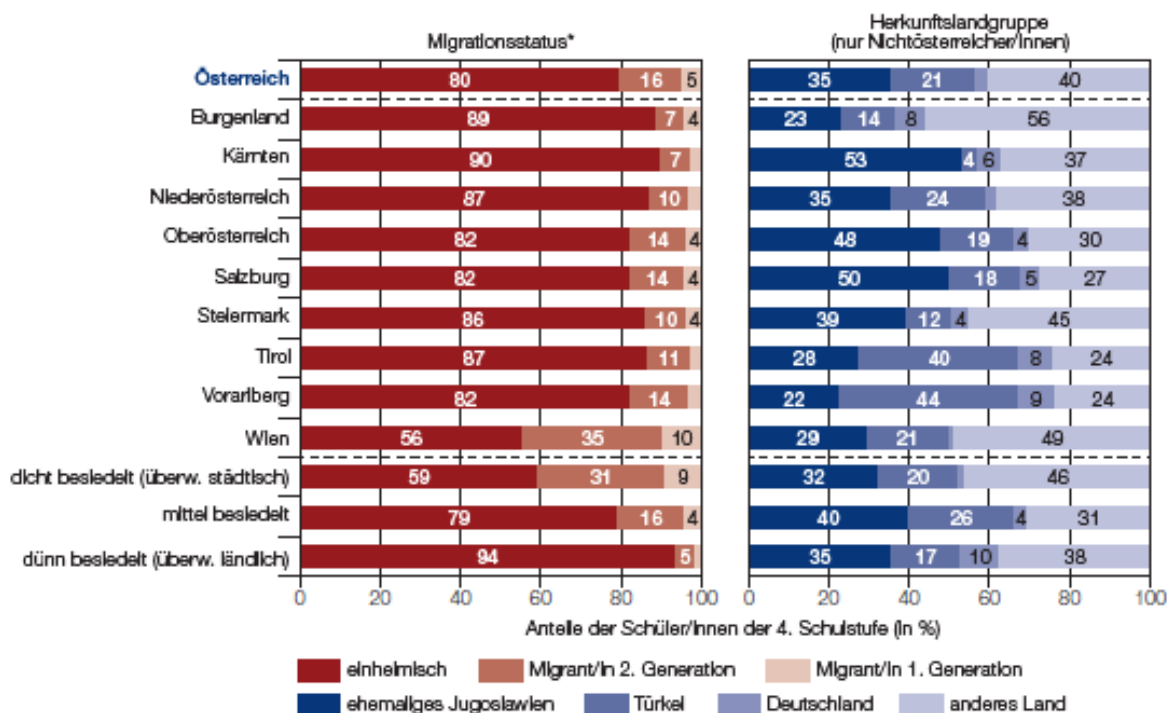 Migrationsstatus*
Herkunftslandgruppe
(nur Nichtösterreicher/innen)
Österreich 80 16 5 35 21 40
Burgenland 89 7 4 23 14 8 56
Kärnten 90 7 53 4 6 37
Niederösterreich 87 10 35 24 38
Oberösterreich 82 14 4 48 19 4 30
Salzburg 82 14 4 50 18 5 27
Steiermark 86 10 4 39 12 4 45
Tirol 87 11 28 40 8 24
Vorarlberg 82 14 22 44 9 24
Wien 56 35 10 29 21 49
dicht besiedelt (überw. städtisch) 59 31 9 32 20 46
mittel besiedelt 79 16 4 40 26 4 31
dünn besiedelt (überw. ländlich) 94 5 35 17 10 38
0 20 40 60 80 100 0 20 40 60 80 100
Anteile der Schüler/innen der 4. Schulstufe (in %)
einheimisch Migrant/in 2. Generation Migrant/in 1. Generation
ehemaliges Jugoslawien Türkei Deutschland anderes Land